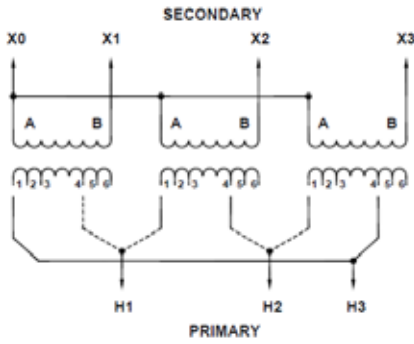 SECONDARY
X0 X1 X2 X3
A B A B A B
1 2 3 4 5 6 1 2 3 4 5 6 1 2 3 4 5 6
H1 H2 H3
PRIMARY